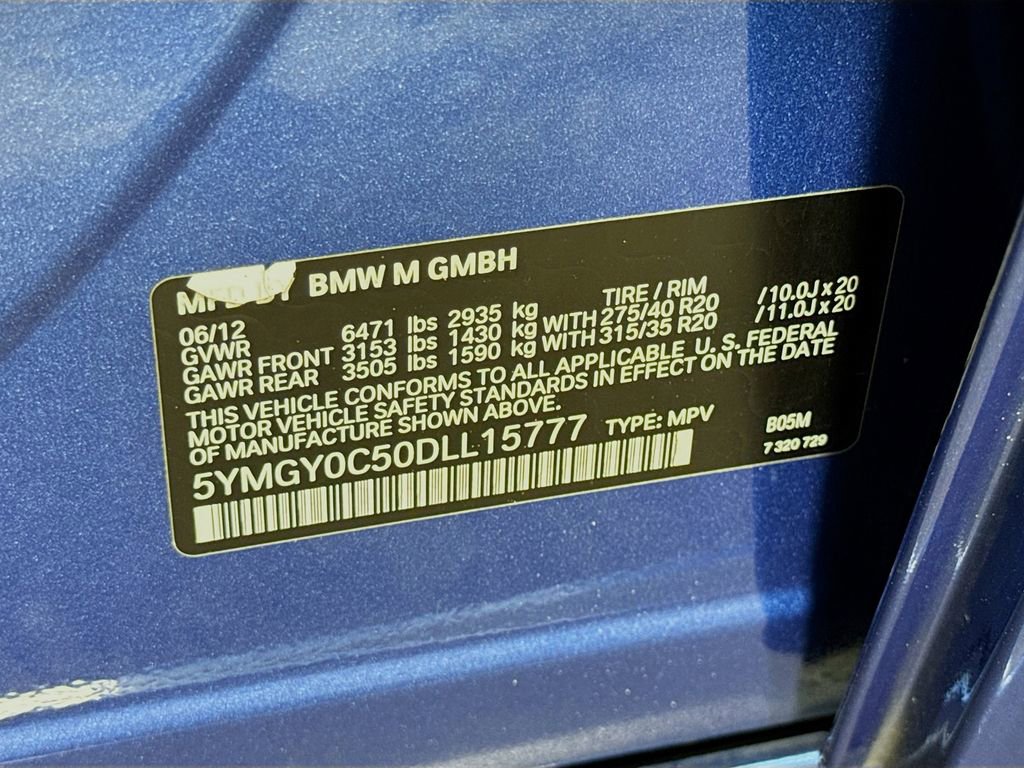 MFD BY BMW M GMBH
06/12 TIRE / RIM
GVWR 6471 lbs 2935 kg
GAWR FRONT 3153 lbs 1430 kg WITH 275/40 R20 /10.0J x 20
GAWR REAR 3505 lbs 1590 kg WITH 315/35 R20 /11.0J x 20
THIS VEHICLE CONFORMS TO ALL APPLICABLE U. S. FEDERAL
MOTOR VEHICLE SAFETY STANDARDS IN EFFECT ON THE DATE
OF MANUFACTURE SHOWN ABOVE.
5YMGY0C50DLL15777 TYPE: MPV B05M
7 320 729